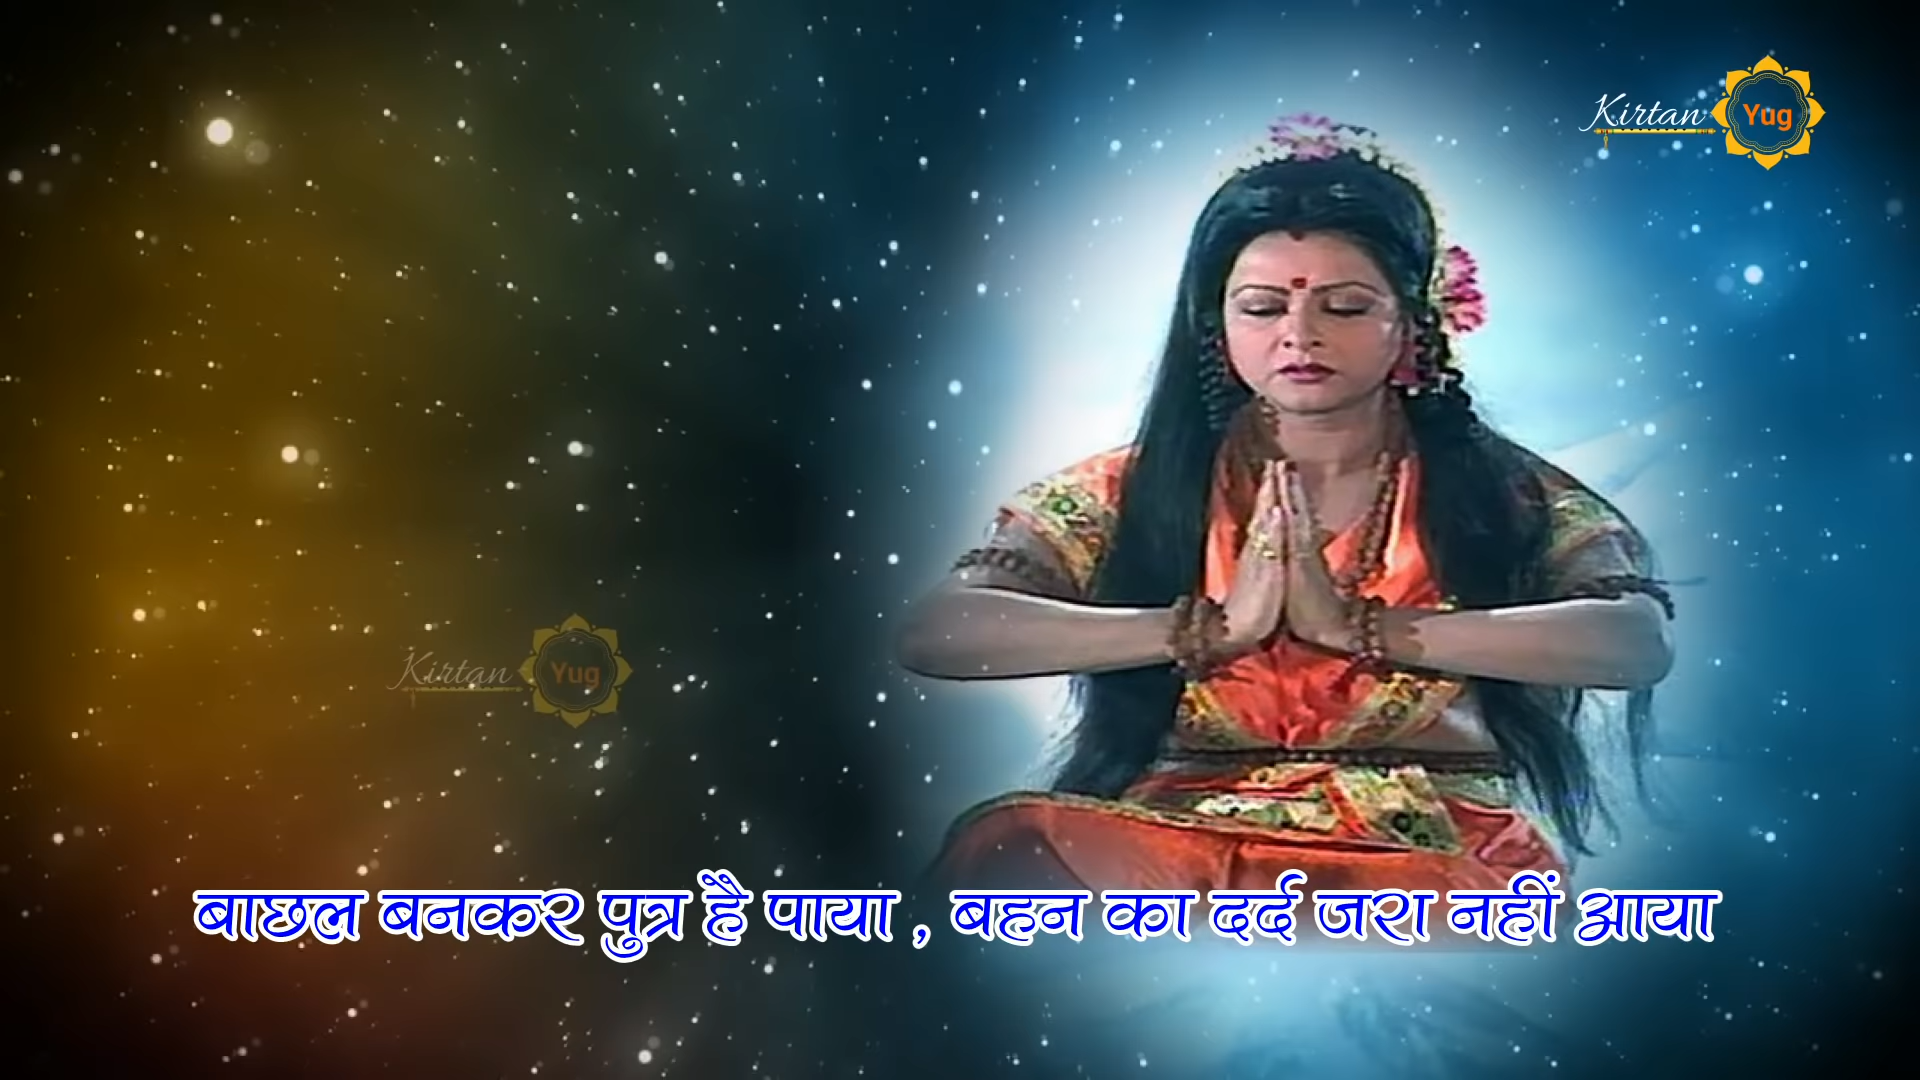 Kirtan Yug
Kirtan Yug
बाछल बनकर पुत्र है पाया , बहन का दर्द जरा नहीं आया